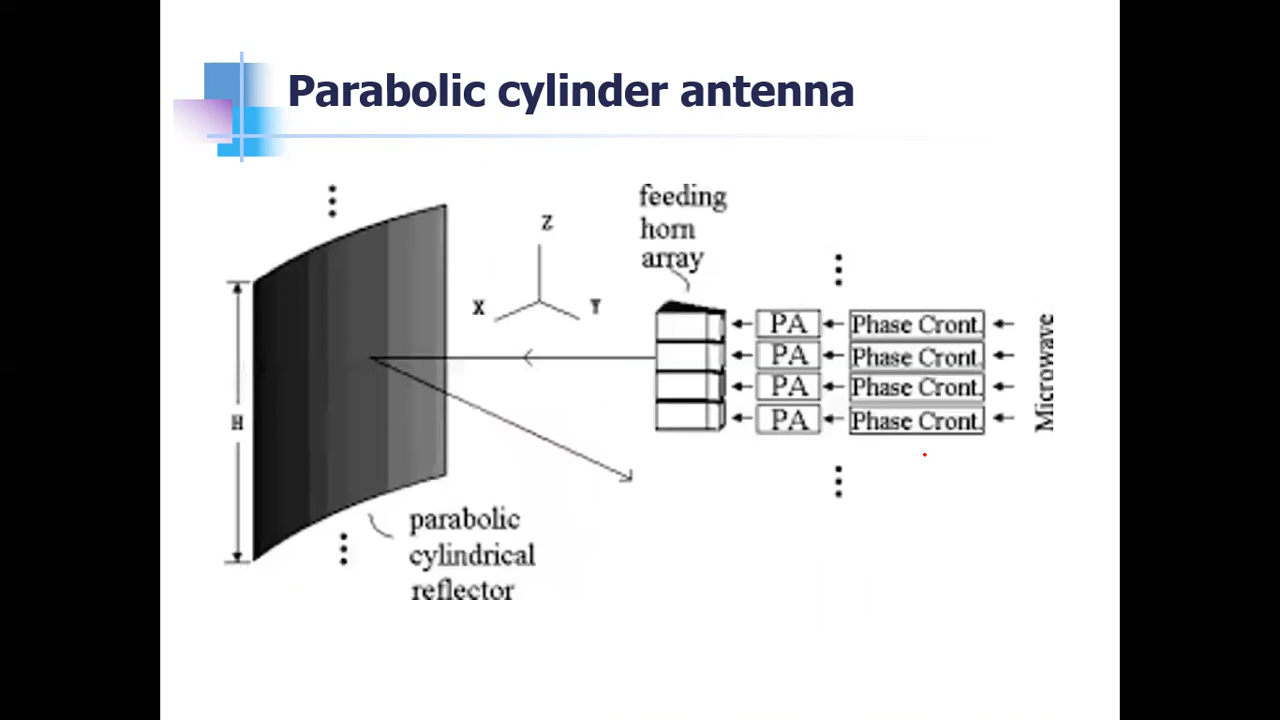 Parabolic cylinder antenna
feeding
horn
array
Z
X
Y
H
PA
Phase Cront.
PA
Phase Cront.
PA
Phase Cront.
PA
Phase Cront.
Microwave
parabolic
cylindrical
reflector